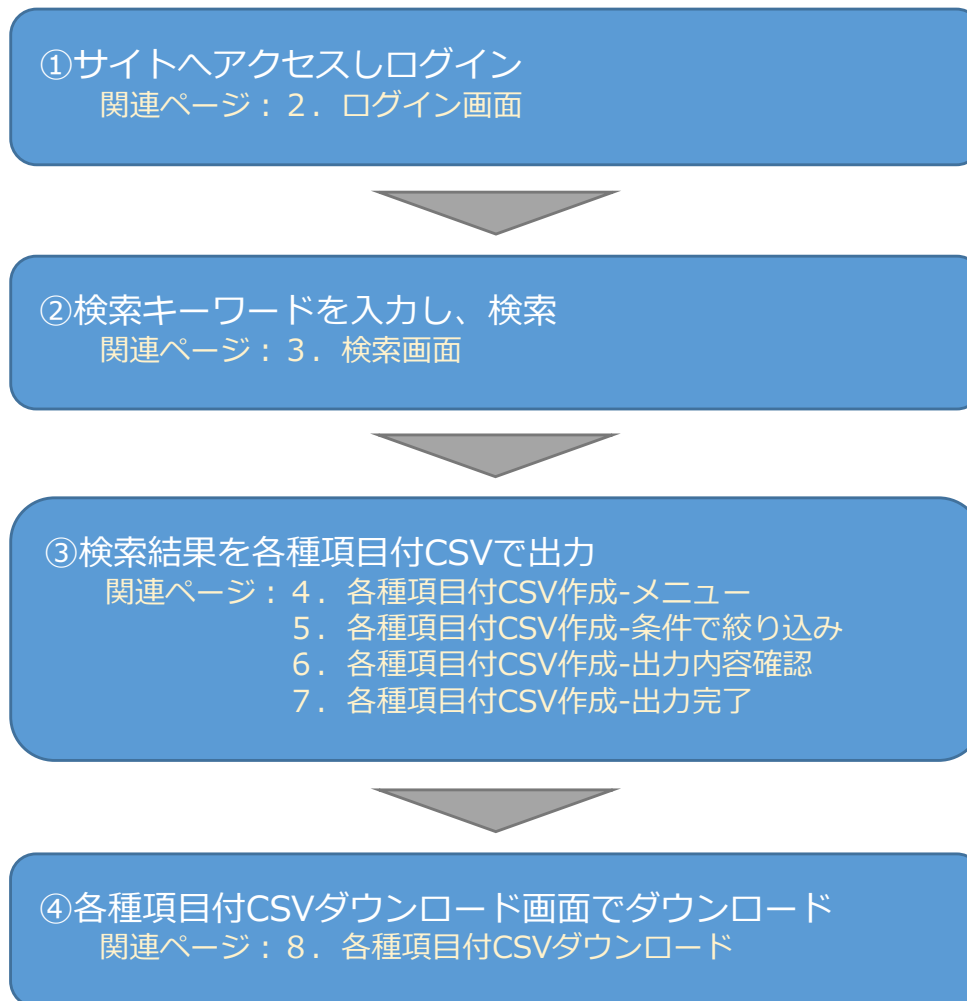 ①サイトへアクセスしログイン
関連ページ：２．ログイン画面
②検索キーワードを入力し、検索
関連ページ：３．検索画面
③検索結果を各種項目付CSVで出力
関連ページ：４．各種項目付CSV作成-メニュー
５．各種項目付CSV作成-条件で絞り込み
６．各種項目付CSV作成-出力内容確認
７．各種項目付CSV作成-出力完了
④各種項目付CSVダウンロード画面でダウンロード
関連ページ：８．各種項目付CSVダウンロード